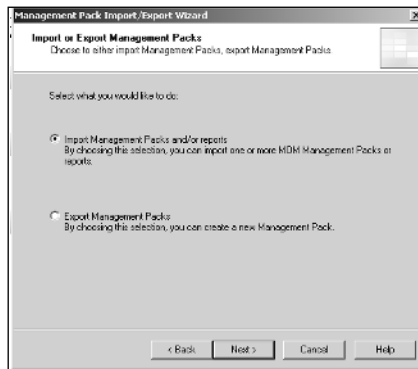 Management Pack Import/Export Wizard
Import or Export Management Packs
Choose to either import Management Packs, export Management Packs.
Select what you would like to do:
Import Management Packs and/or reports
By choosing this selection, you can import one or more MOM Management Packs or
reports.
Export Management Packs
By choosing this selection, you can create a new Management Pack.
< Back
Next >
Cancel
Help